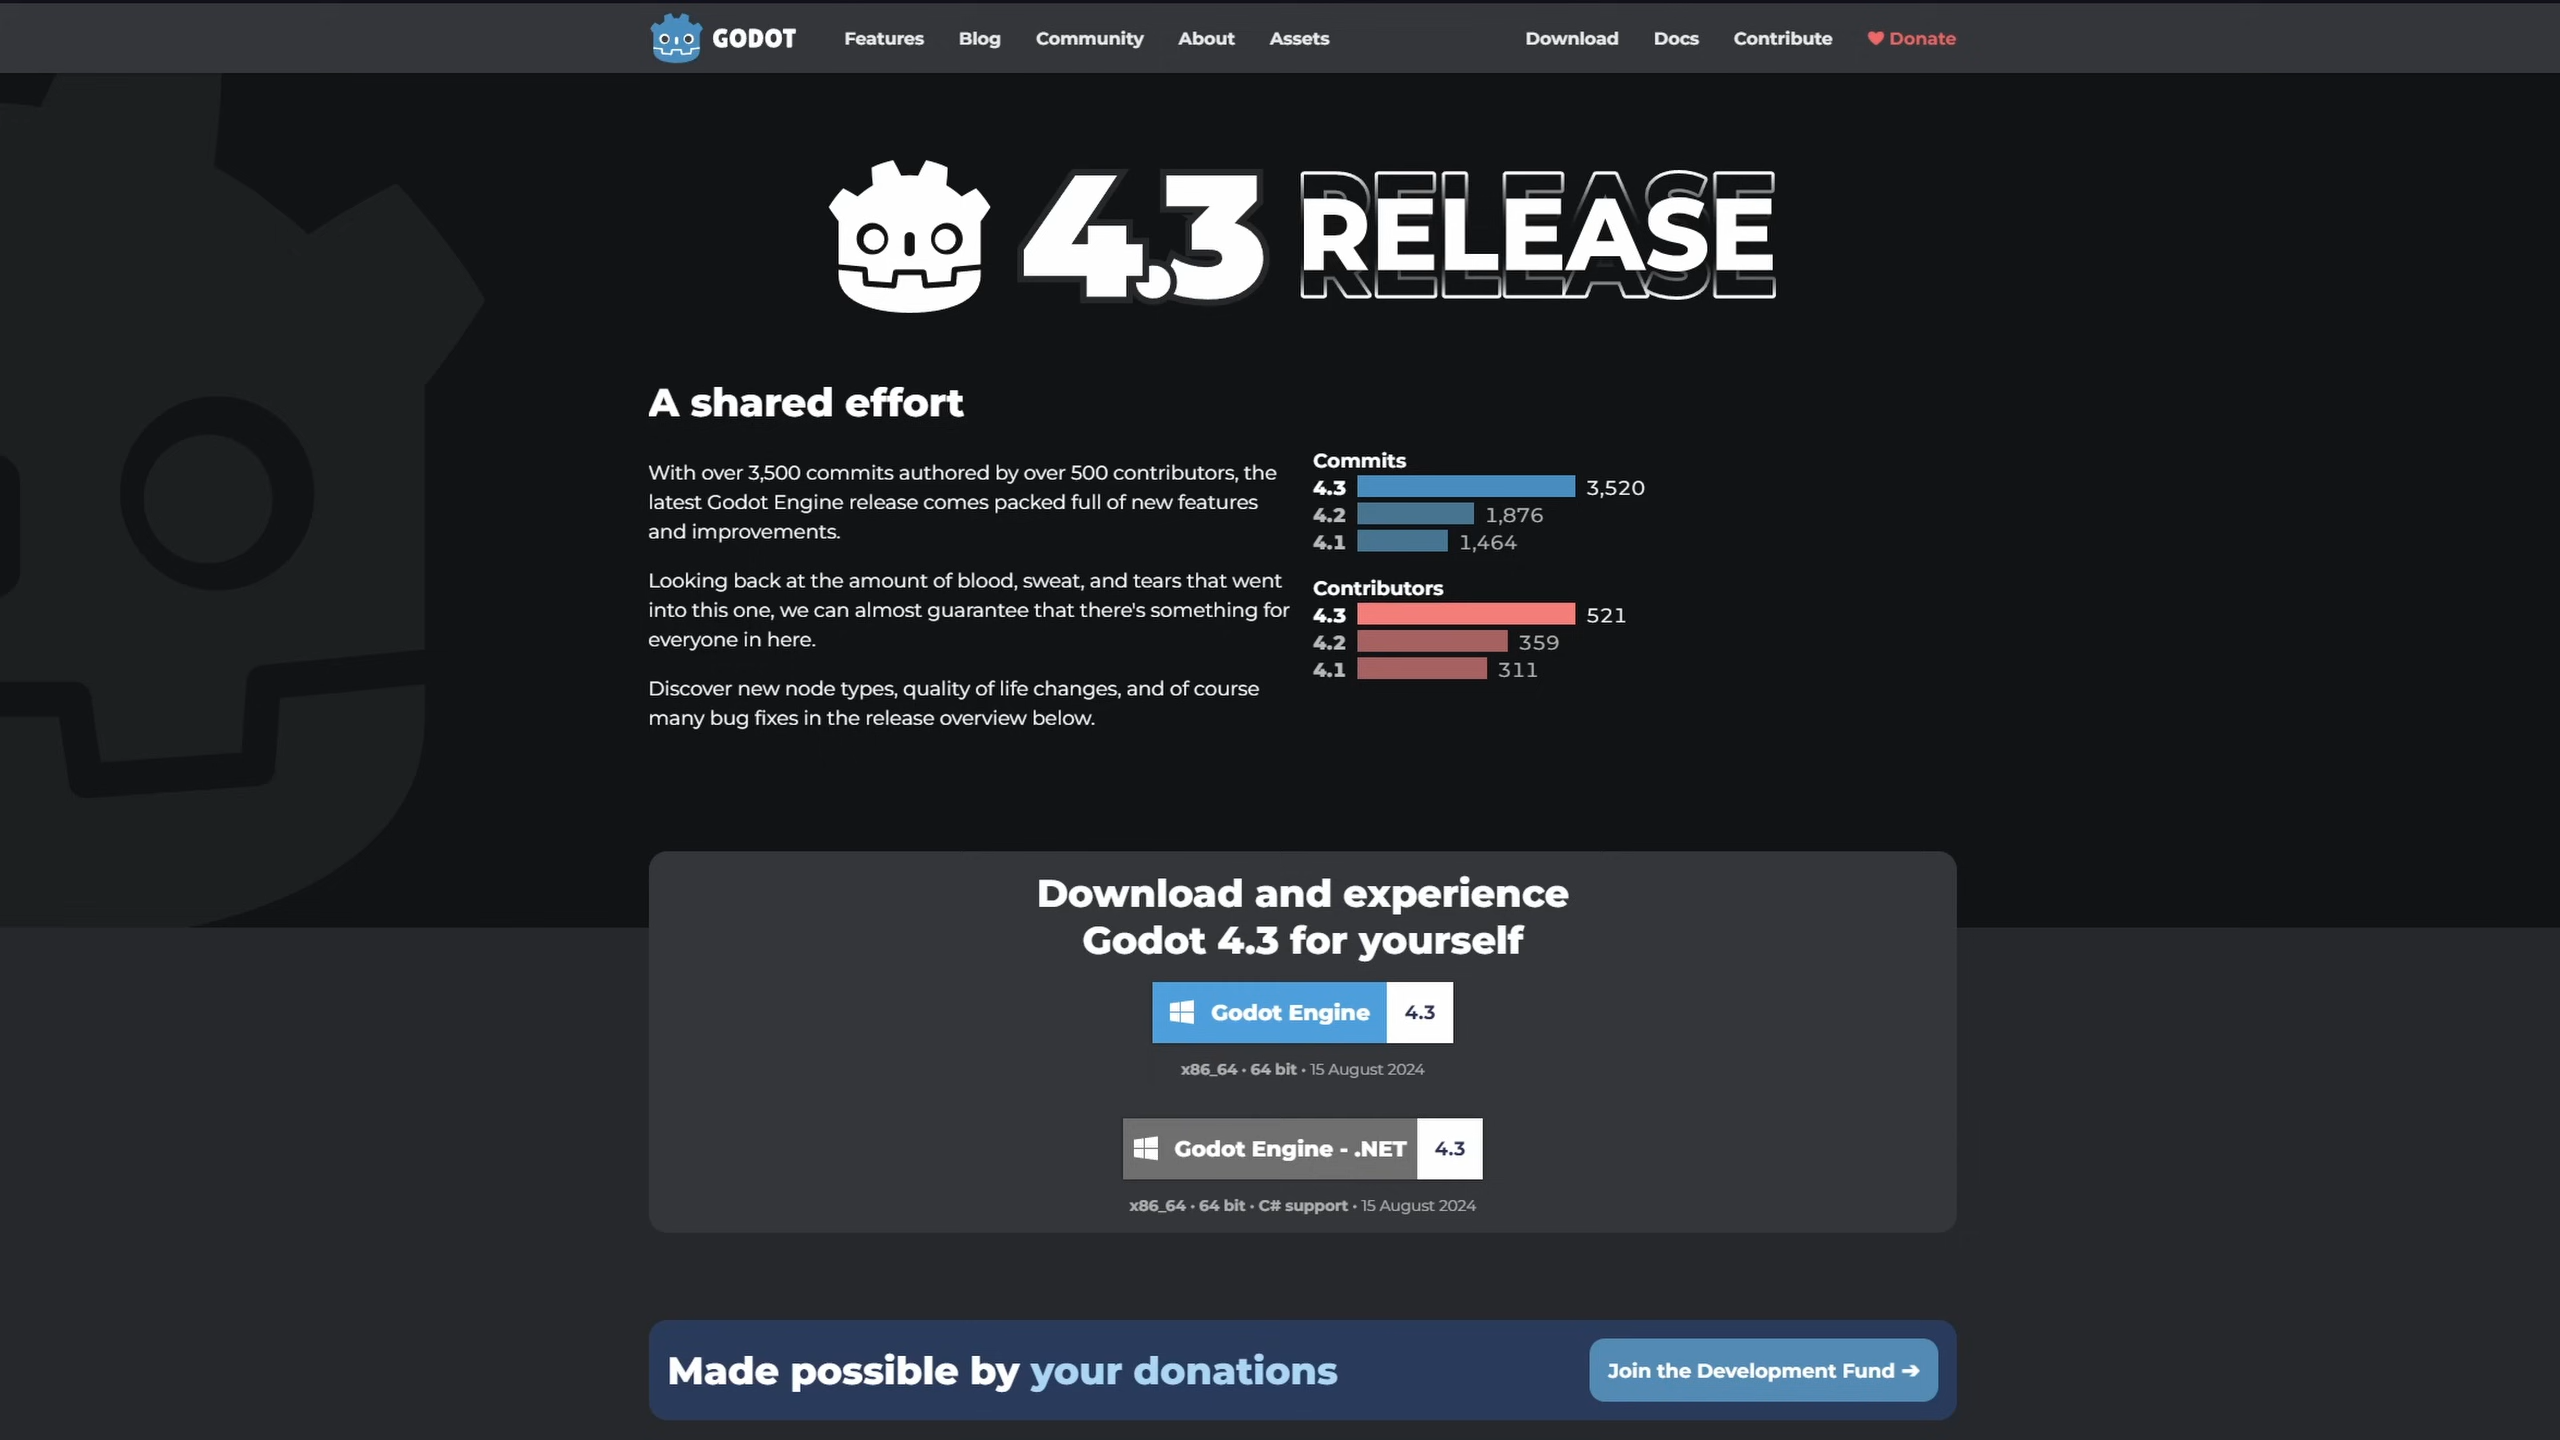 GODOT
Features
Blog
Community
About
Assets
Download
Docs
Contribute
Donate
4.3 RELEASE
A shared effort
With over 3,500 commits authored by over 500 contributors, the
latest Godot Engine release comes packed full of new features
and improvements.
Looking back at the amount of blood, sweat, and tears that went
into this one, we can almost guarantee that there's something for
everyone in here.
Discover new node types, quality of life changes, and of course
many bug fixes in the release overview below.
Commits
4.3 3,520
4.2 1,876
4.1 1,464
Contributors
4.3 521
4.2 359
4.1 311
Download and experience
Godot 4.3 for yourself
Godot Engine 4.3
x86_64 • 64 bit • 15 August 2024
Godot Engine - .NET 4.3
x86_64 • 64 bit • C# support • 15 August 2024
Made possible by your donations
Join the Development Fund ➔